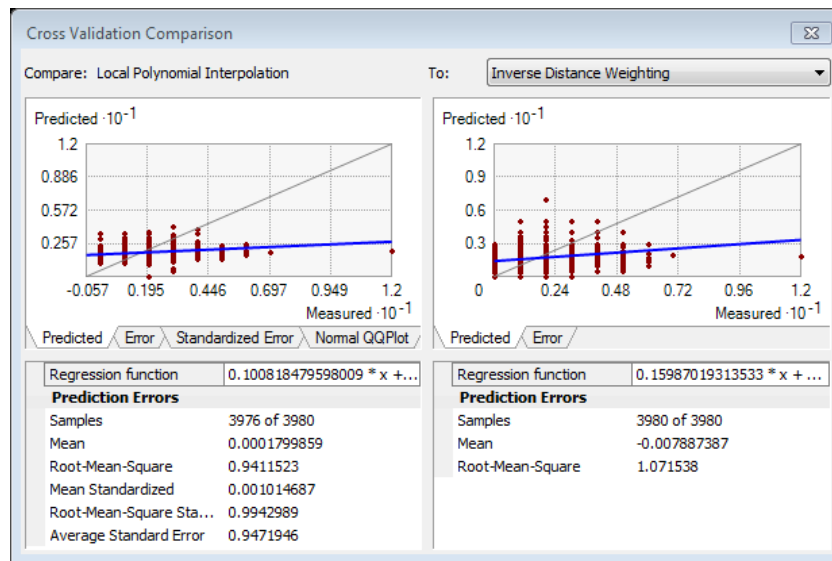 Cross Validation Comparison
Compare: Local Polynomial Interpolation
To: Inverse Distance Weighting
Predicted ·10-1
1.2
0.886
0.572
0.257
-0.057 0.195 0.446 0.697 0.949 1.2
Measured ·10-1
Predicted Error Standardized Error Normal QQPlot
Predicted ·10-1
1.2
0.9
0.6
0.3
0 0.24 0.48 0.72 0.96 1.2
Measured ·10-1
Predicted Error
Regression function 0.100818479598009 * x +...
Prediction Errors
Samples 3976 of 3980
Mean 0.0001799859
Root-Mean-Square 0.9411523
Mean Standardized 0.001014687
Root-Mean-Square Sta... 0.9942989
Average Standard Error 0.9471946
Regression function 0.15987019313533 * x + ...
Prediction Errors
Samples 3980 of 3980
Mean -0.007887387
Root-Mean-Square 1.071538